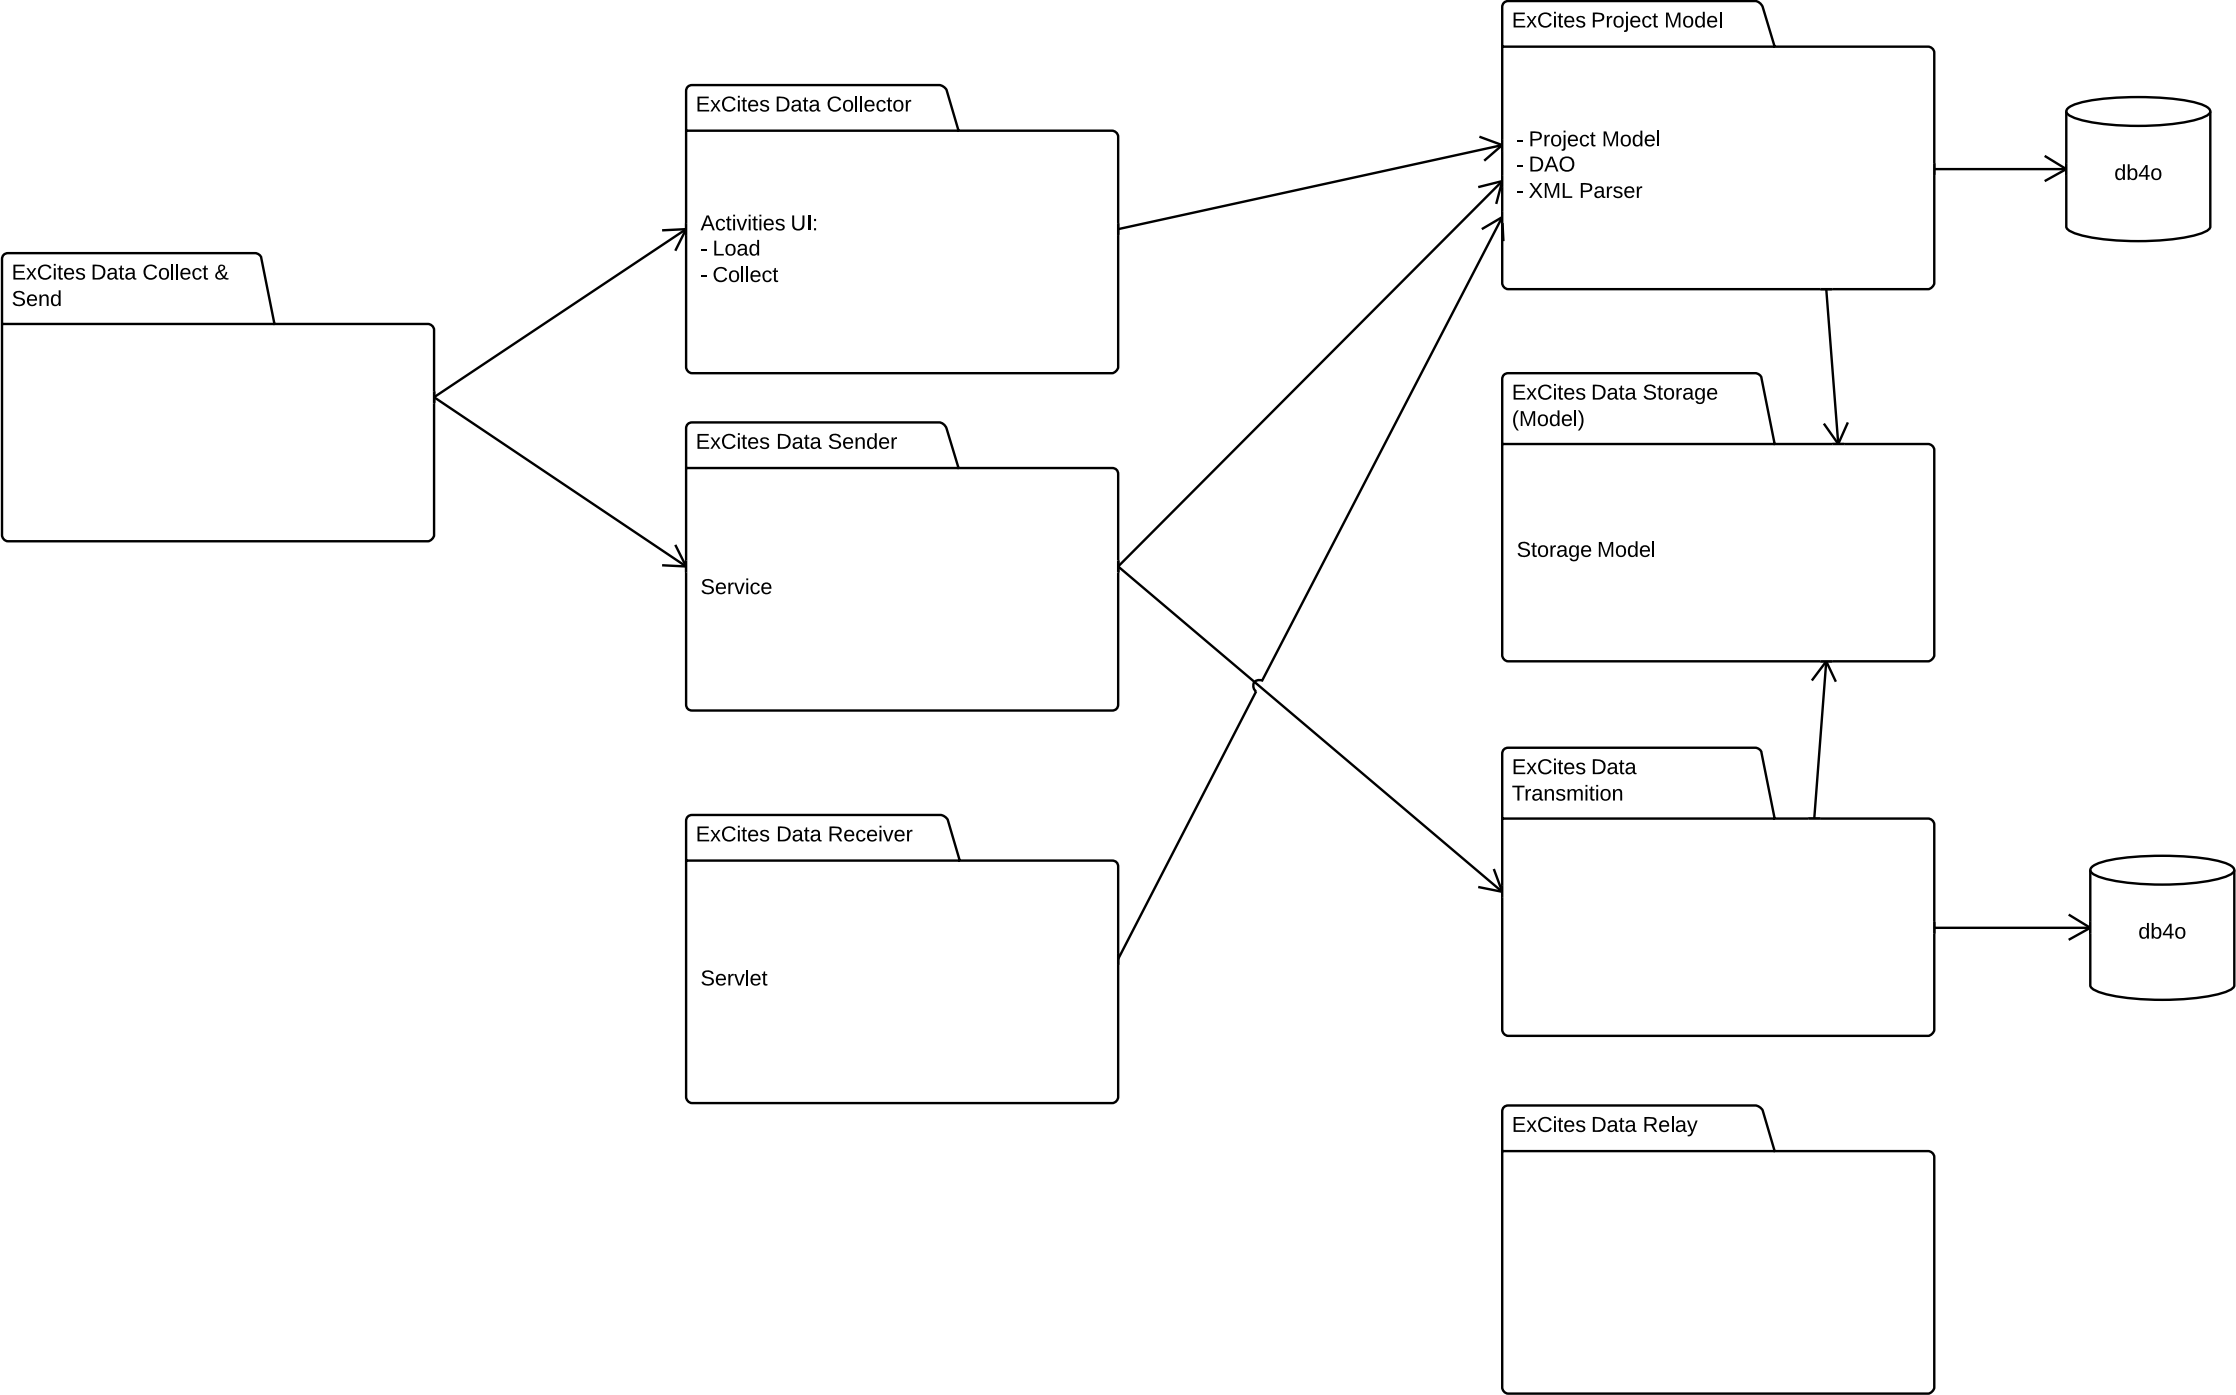 ExCites Data Collect &
Send
ExCites Data Collector
Activities UI:
- Load
- Collect
ExCites Data Sender
Service
ExCites Data Receiver
Servlet
ExCites Project Model
- Project Model
- DAO
- XML Parser
db4o
ExCites Data Storage
(Model)
Storage Model
ExCites Data
Transmition
db4o
ExCites Data Relay